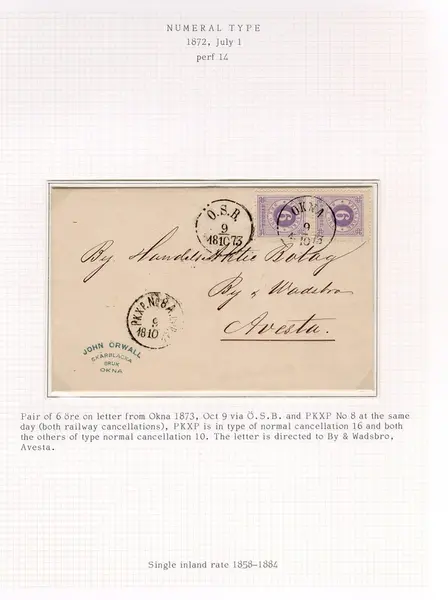 NUMERAL TYPE
1872, July 1
perf 14
Ö.S.B.
9
18 10 73
OKNA
9
10
6
6
By Handels Aktie Bolag
By & Wadsbro
Avesta.
PKXP. No 8 A.
9
18 10
JOHN ÖRWALL
SKÄRBLACKA
BRUK
OKNA
Pair of 6 öre on letter from Okna 1873, Oct 9 via Ö.S.B. and PKXP No 8 at the same
day (both railway cancellations), PKXP is in type of normal cancellation 16 and both
the others of type normal cancellation 10. The letter is directed to By & Wadsbro,
Avesta.
Single inland rate 1858-1884